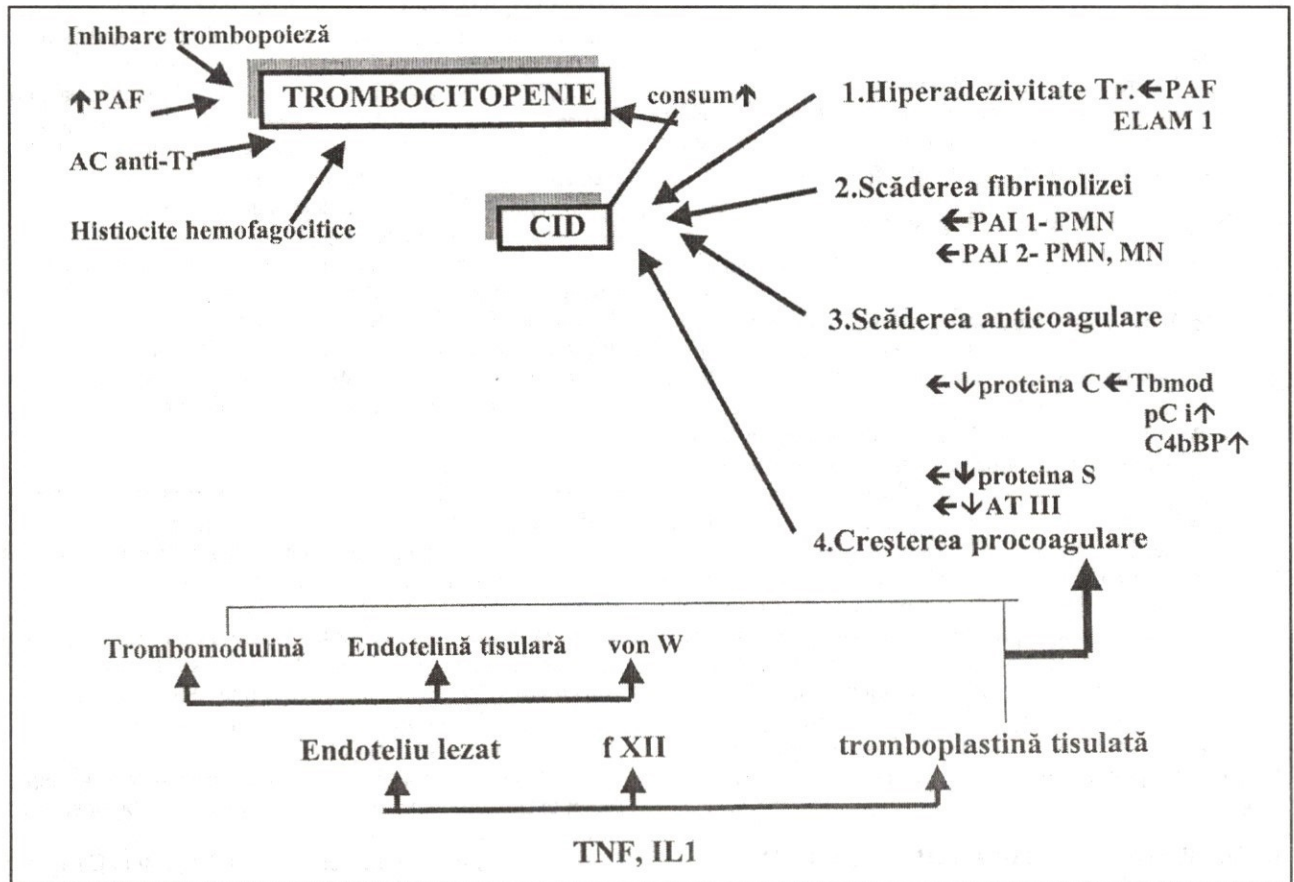 Inhibare trombopoieză
↑PAF
TROMBOCITOPENIE
consum↑
AC anti-Tr
Histiocite hemofagocitice
CID
1.Hiperadezivitate Tr.←PAF
ELAM 1
2.Scăderea fibrinolizei
←PAI 1- PMN
←PAI 2- PMN, MN
3.Scăderea anticoagulare
←↓proteina C←Tbmod
pC i↑
C4bBP↑
←↓proteina S
←↓AT III
4.Creşterea procoagulare
Trombomodulină Endotelină tisulară von W
Endoteliu lezat f XII tromboplastină tisulată
TNF, IL1